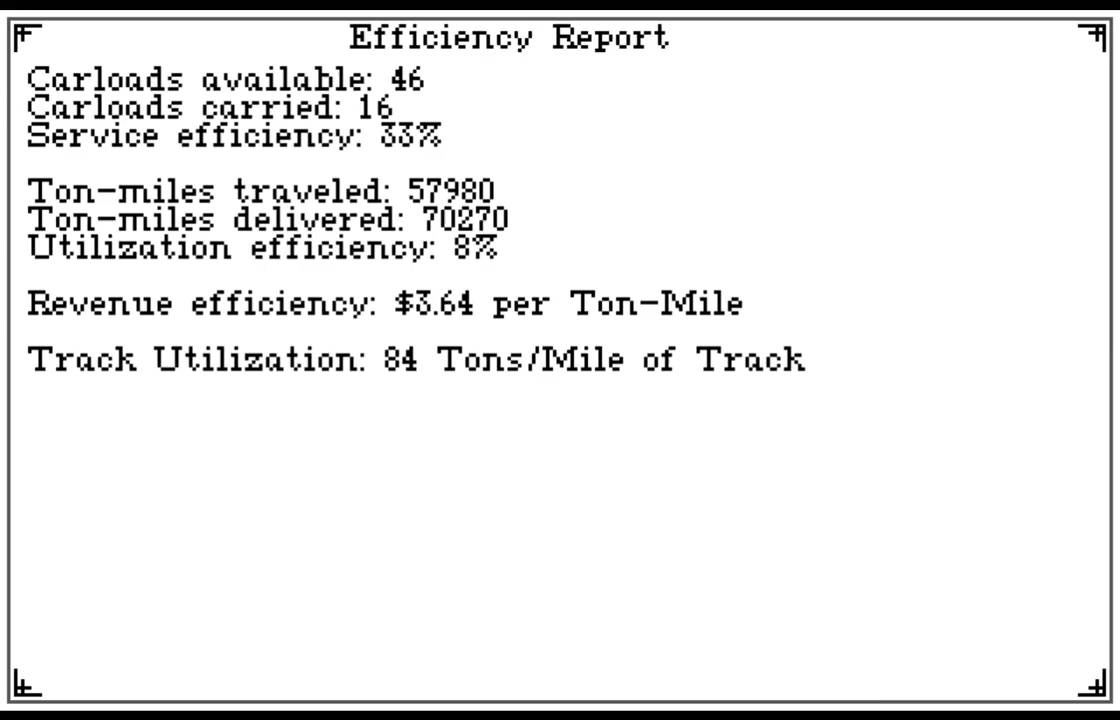 Efficiency Report
Carloads available: 46
Carloads carried: 16
Service efficiency: 33%
Ton-miles traveled: 57980
Ton-miles delivered: 70270
Utilization efficiency: 8%
Revenue efficiency: $3.64 per Ton-Mile
Track Utilization: 84 Tons/Mile of Track